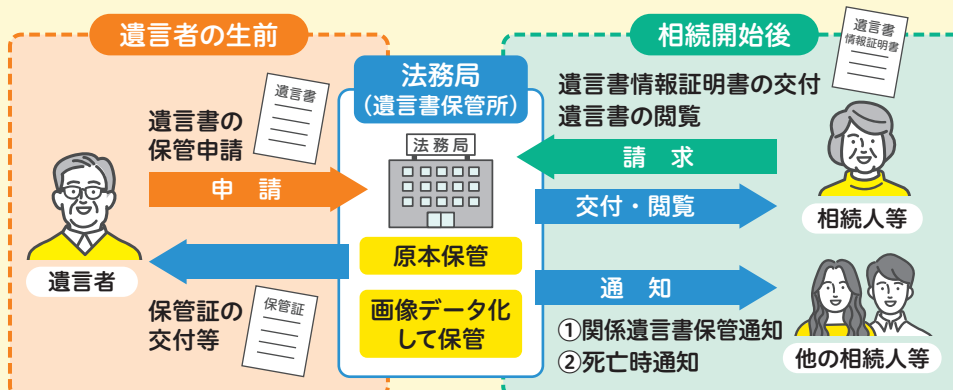 遺言者の生前
遺言書
遺言書の
保管申請
申 請
遺言者
保管証の
交付等
保管証
法務局
（遺言書保管所）
法務局
原本保管
画像データ化
して保管
相続開始後
遺言書
情報証明書
遺言書情報証明書の交付
遺言書の閲覧
請 求
交付・閲覧
相続人等
通 知
①関係遺言書保管通知
②死亡時通知
他の相続人等